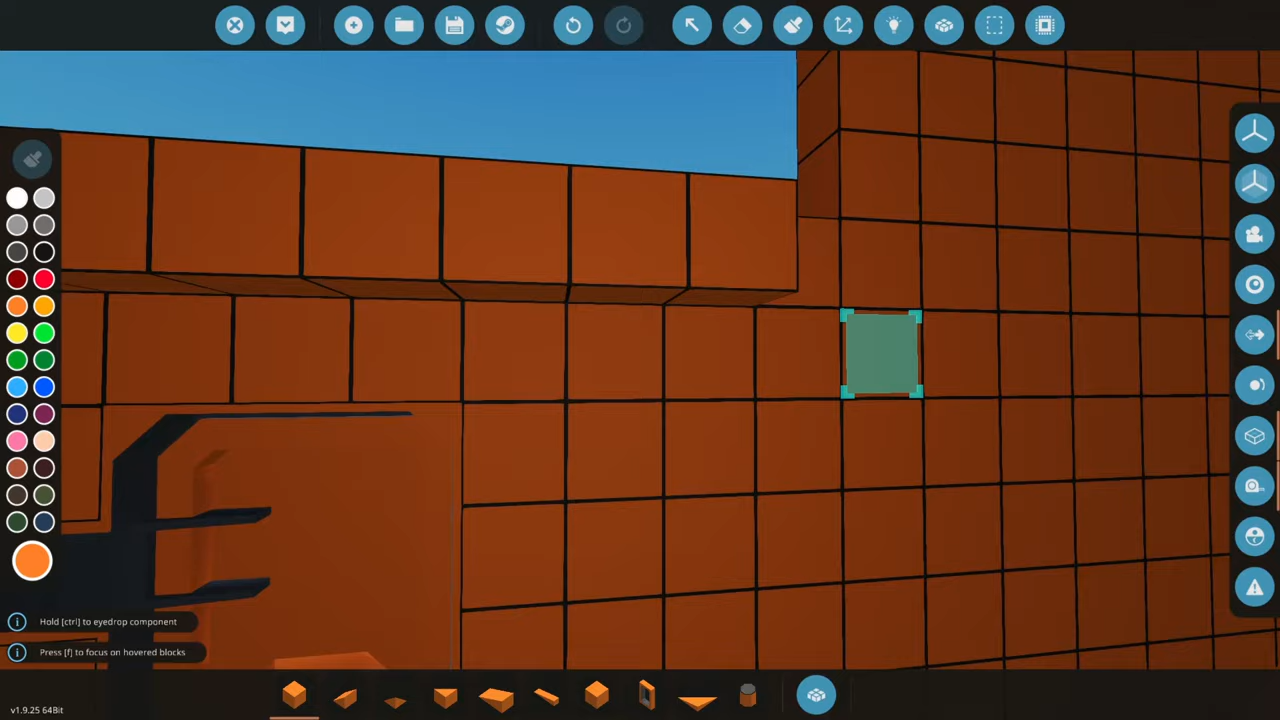 Hold [ctrl] to eyedrop component
Press [f] to focus on hovered blocks
v1.9.25 64Bit